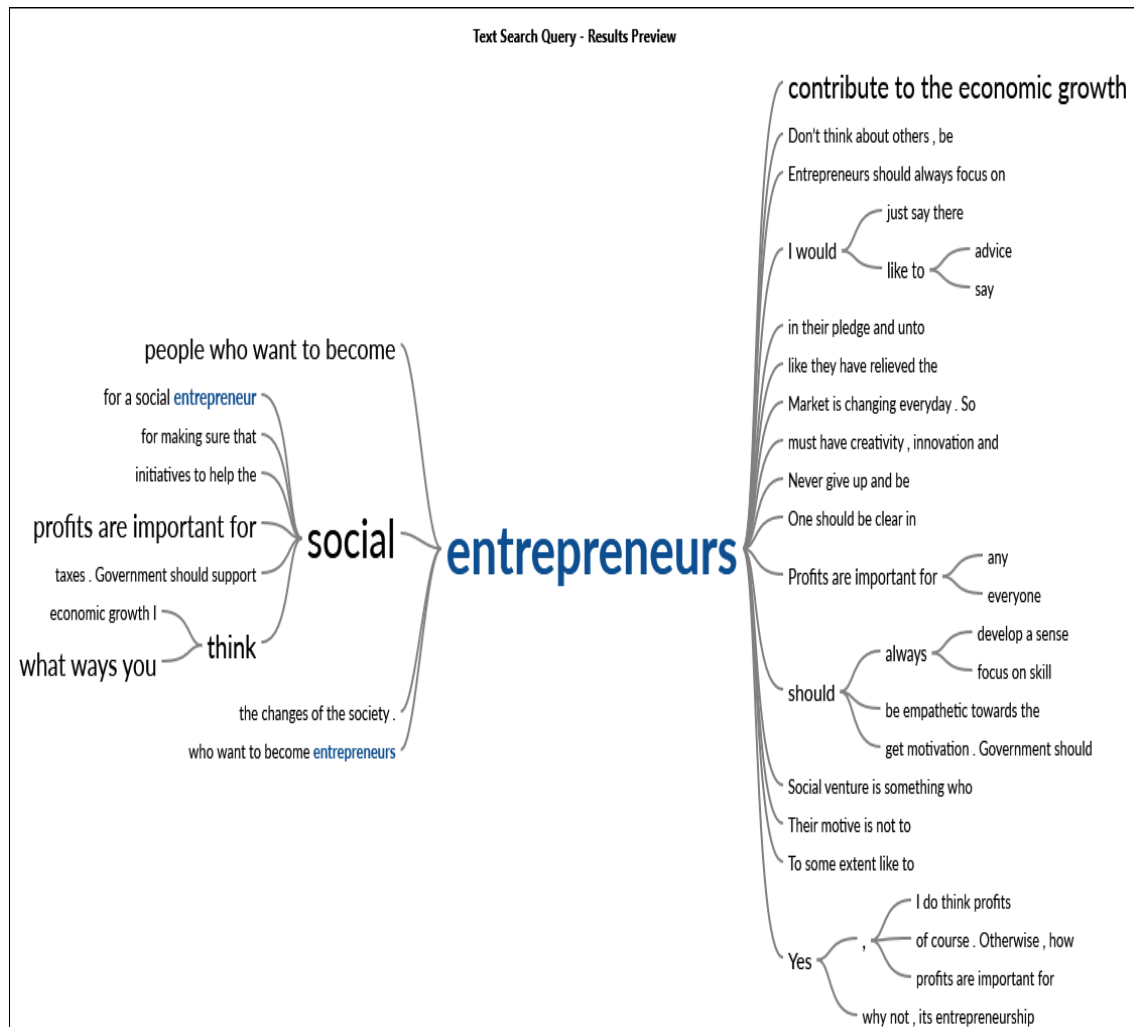 Text Search Query - Results Preview
people who want to become
for a social entrepreneur
for making sure that
initiatives to help the
profits are important for
taxes . Government should support
economic growth I
what ways you
think
social
the changes of the society .
who want to become entrepreneurs
entrepreneurs
contribute to the economic growth
Don't think about others , be
Entrepreneurs should always focus on
I would
just say there
like to
advice
say
in their pledge and unto
like they have relieved the
Market is changing everyday . So
must have creativity , innovation and
Never give up and be
One should be clear in
Profits are important for
any
everyone
should
always
develop a sense
focus on skill
be empathetic towards the
get motivation . Government should
Social venture is something who
Their motive is not to
To some extent like to
Yes
,
I do think profits
of course . Otherwise , how
profits are important for
why not , its entrepreneurship